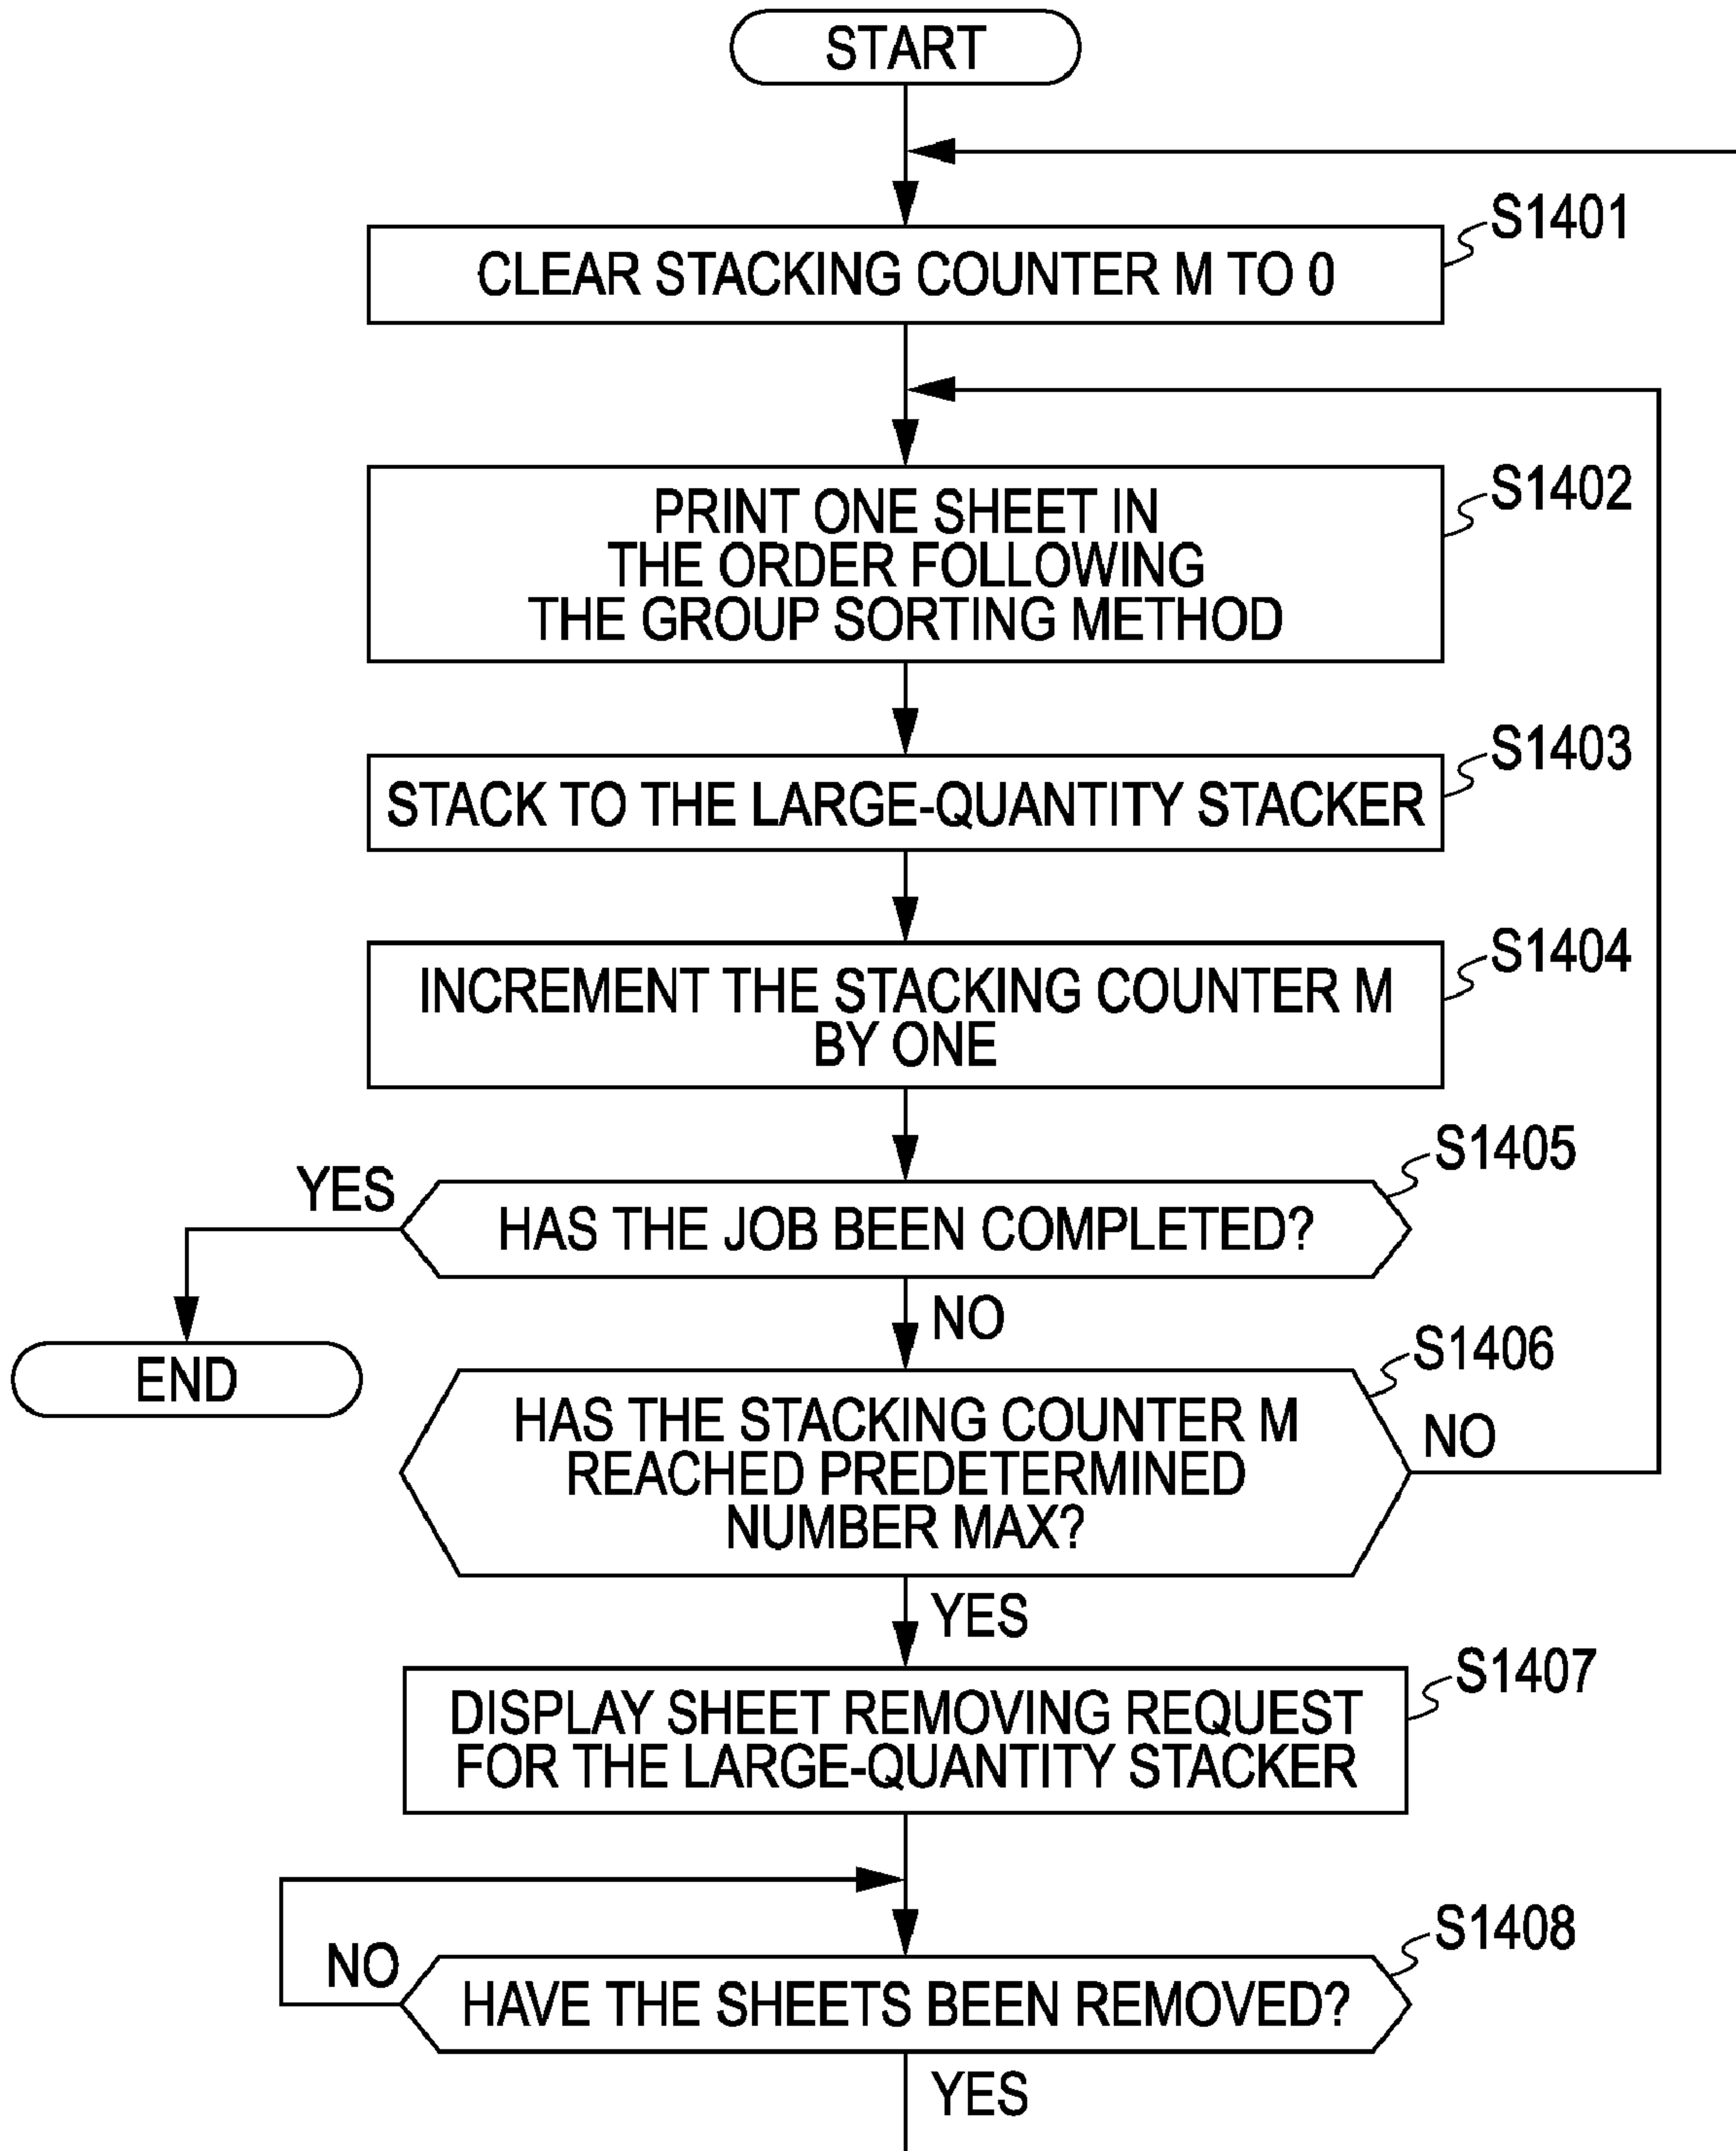 START
S1401
CLEAR STACKING COUNTER M TO 0
S1402
PRINT ONE SHEET IN
THE ORDER FOLLOWING
THE GROUP SORTING METHOD
S1403
STACK TO THE LARGE-QUANTITY STACKER
S1404
INCREMENT THE STACKING COUNTER M
BY ONE
S1405
YES
HAS THE JOB BEEN COMPLETED?
NO
END
S1406
HAS THE STACKING COUNTER M
REACHED PREDETERMINED
NUMBER MAX?
NO
YES
S1407
DISPLAY SHEET REMOVING REQUEST
FOR THE LARGE-QUANTITY STACKER
S1408
NO
HAVE THE SHEETS BEEN REMOVED?
YES